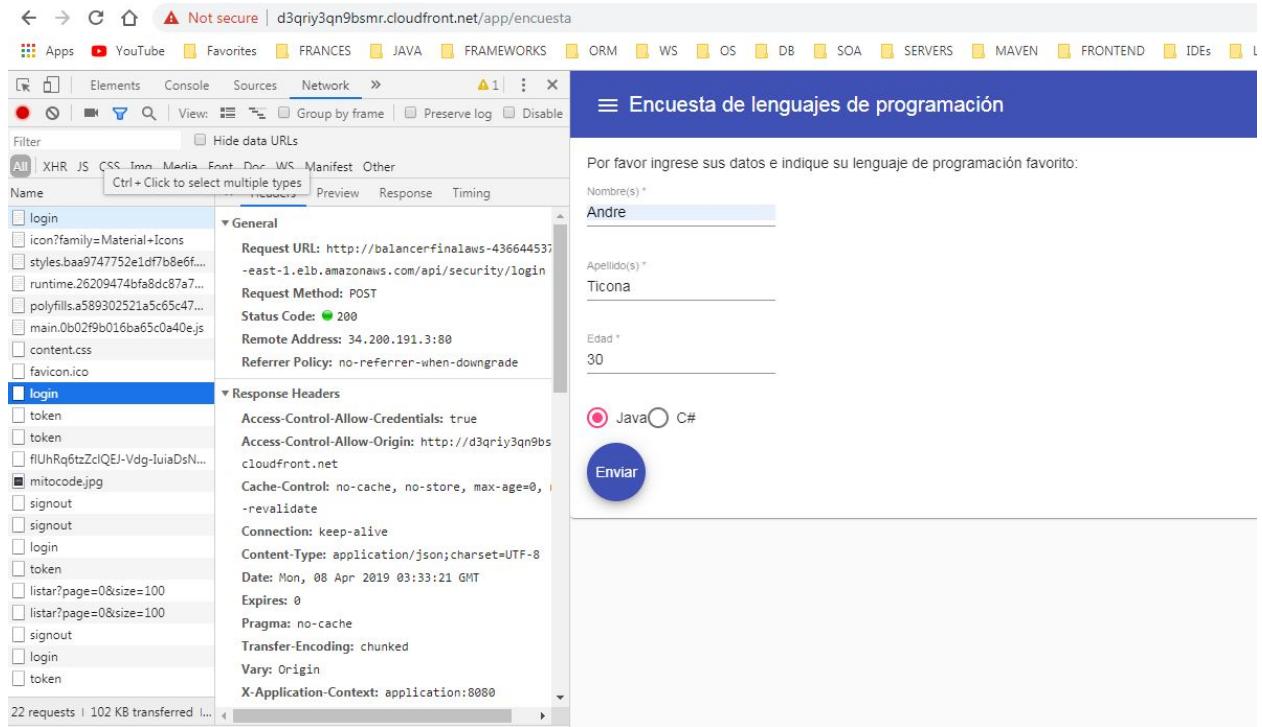 Not secure | d3qriy3qn9bsmr.cloudfront.net/app/encuesta
Apps YouTube Favorites FRANCES JAVA FRAMEWORKS ORM WS OS DB SOA SERVERS MAVEN FRONTEND IDEs
Elements Console Sources Network » 1
View: Group by frame Preserve log Disable
Filter Hide data URLs
All XHR JS CSS Img Media Font Doc WS Manifest Other
Ctrl + Click to select multiple types
Name Headers Preview Response Timing
login
icon?family=Material+Icons
styles.baa9747752e1df7b8e6f....
runtime.26209474bfa8dc87a7...
polyfills.a589302521a5c65c47...
main.0b02f9b016ba65c0a40e.js
content.css
favicon.ico
login
token
token
flUhRq6tzZclQEJ-Vdg-IuiaDsN...
mitocode.jpg
signout
signout
login
token
listar?page=0&size=100
listar?page=0&size=100
signout
login
token
22 requests | 102 KB transferred
General
Request URL: http://balancerfinalaws-436644537
-east-1.elb.amazonaws.com/api/security/login
Request Method: POST
Status Code: 200
Remote Address: 34.200.191.3:80
Referrer Policy: no-referrer-when-downgrade
Response Headers
Access-Control-Allow-Credentials: true
Access-Control-Allow-Origin: http://d3qriy3qn9bs
cloudfront.net
Cache-Control: no-cache, no-store, max-age=0,
-revalidate
Connection: keep-alive
Content-Type: application/json;charset=UTF-8
Date: Mon, 08 Apr 2019 03:33:21 GMT
Expires: 0
Pragma: no-cache
Transfer-Encoding: chunked
Vary: Origin
X-Application-Context: application:8080
Encuesta de lenguajes de programación
Por favor ingrese sus datos e indique su lenguaje de programación favorito:
Nombre(s) *
Andre
Apellido(s) *
Ticona
Edad *
30
Java C#
Enviar